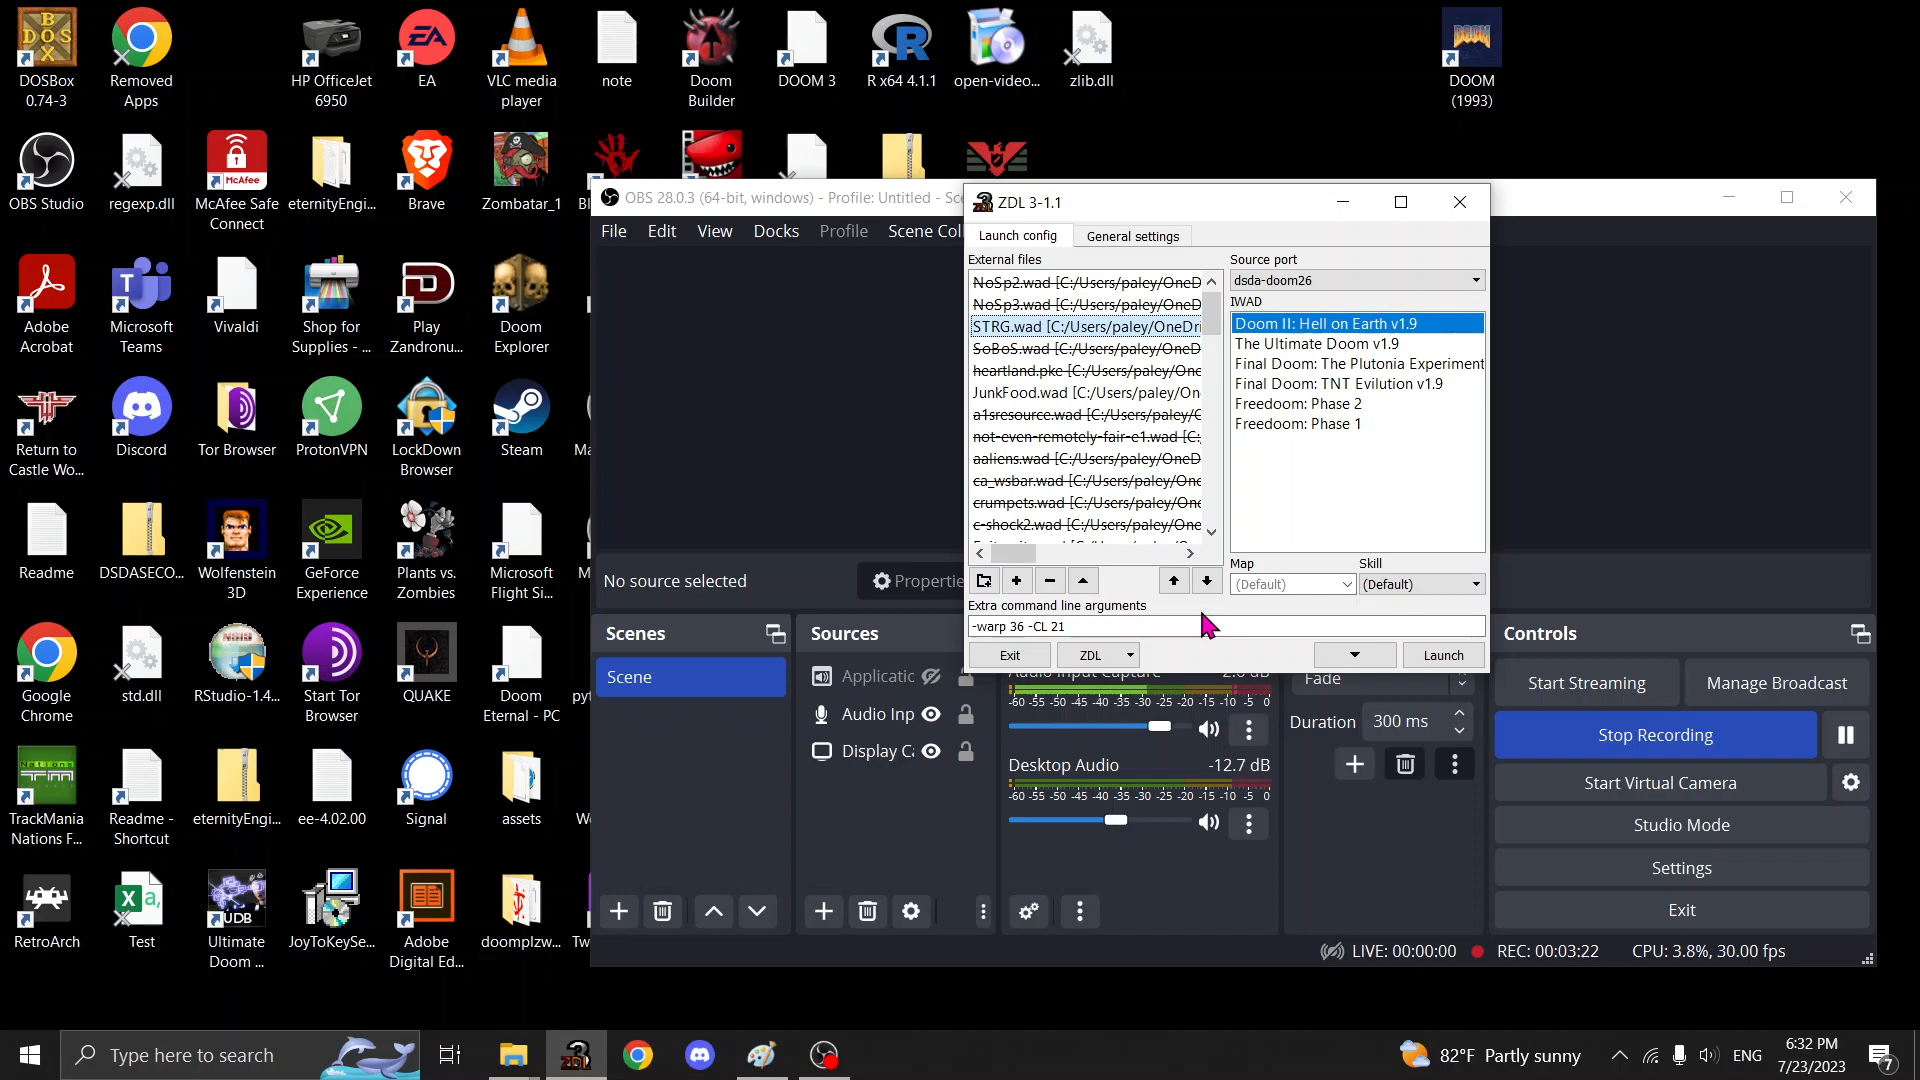 DOSBox
0.74-3
Removed
Apps
HP OfficeJet
6950
EA
VLC media
player
note
Doom
Builder
DOOM 3
R x64 4.1.1
open-video...
zlib.dll
DOOM
(1993)
OBS Studio
regexp.dll
McAfee
McAfee Safe
Connect
eternityEngi...
Brave
Zombatar_1
OBS 28.0.3 (64-bit, windows) - Profile: Untitled - Sce
File
Edit
View
Docks
Profile
Scene Coll
ZDL 3-1.1
Launch config
General settings
External files
Source port
NoSp2.wad [C:/Users/paley/OneD
NoSp3.wad [C:/Users/paley/OneD
STRG.wad [C:/Users/paley/OneDri
SoBoS.wad [C:/Users/paley/OneD
heartland.pke [C:/Users/paley/One
JunkFood.wad [C:/Users/paley/On
a1sresource.wad [C:/Users/paley/C
not-even-remotely-fair-e1.wad [C:
aaliens.wad [C:/Users/paley/OneD
ca_wsbar.wad [C:/Users/paley/One
crumpets.wad [C:/Users/paley/One
c-shock2.wad [C:/Users/paley/One
dsda-doom26
IWAD
Doom II: Hell on Earth v1.9
The Ultimate Doom v1.9
Final Doom: The Plutonia Experiment
Final Doom: TNT Evilution v1.9
Freedoom: Phase 2
Freedoom: Phase 1
Map
Skill
(Default)
(Default)
Extra command line arguments
-warp 36 -CL 21
Exit
ZDL
Launch
Adobe
Acrobat
Microsoft
Teams
Vivaldi
Shop for
Supplies - ...
Play
Zandronu...
Doom
Explorer
Return to
Castle Wo...
Discord
Tor Browser
ProtonVPN
LockDown
Browser
Steam
Readme
DSDASECO...
Wolfenstein
3D
GeForce
Experience
Plants vs.
Zombies
Microsoft
Flight Si...
Google
Chrome
std.dll
RStudio-1.4...
Start Tor
Browser
QUAKE
Doom
Eternal - PC
TrackMania
Nations F...
Readme -
Shortcut
eternityEngi...
ee-4.02.00
Signal
assets
RetroArch
Test
UDB
Ultimate
Doom ...
JoyToKeySe...
Adobe
Digital Ed...
doomplzw...
No source selected
Propertie
Scenes
Scene
Sources
Applicatic
Audio Inp
Display Ca
Audio Input Capture
2.0 dB
-60 -55 -50 -45 -40 -35 -30 -25 -20 -15 -10 -5 0
Desktop Audio
-12.7 dB
-60 -55 -50 -45 -40 -35 -30 -25 -20 -15 -10 -5 0
Fade
Duration
300 ms
Controls
Start Streaming
Manage Broadcast
Stop Recording
Start Virtual Camera
Studio Mode
Settings
Exit
LIVE: 00:00:00
REC: 00:03:22
CPU: 3.8%, 30.00 fps
Type here to search
82°F Partly sunny
ENG
6:32 PM
7/23/2023
7